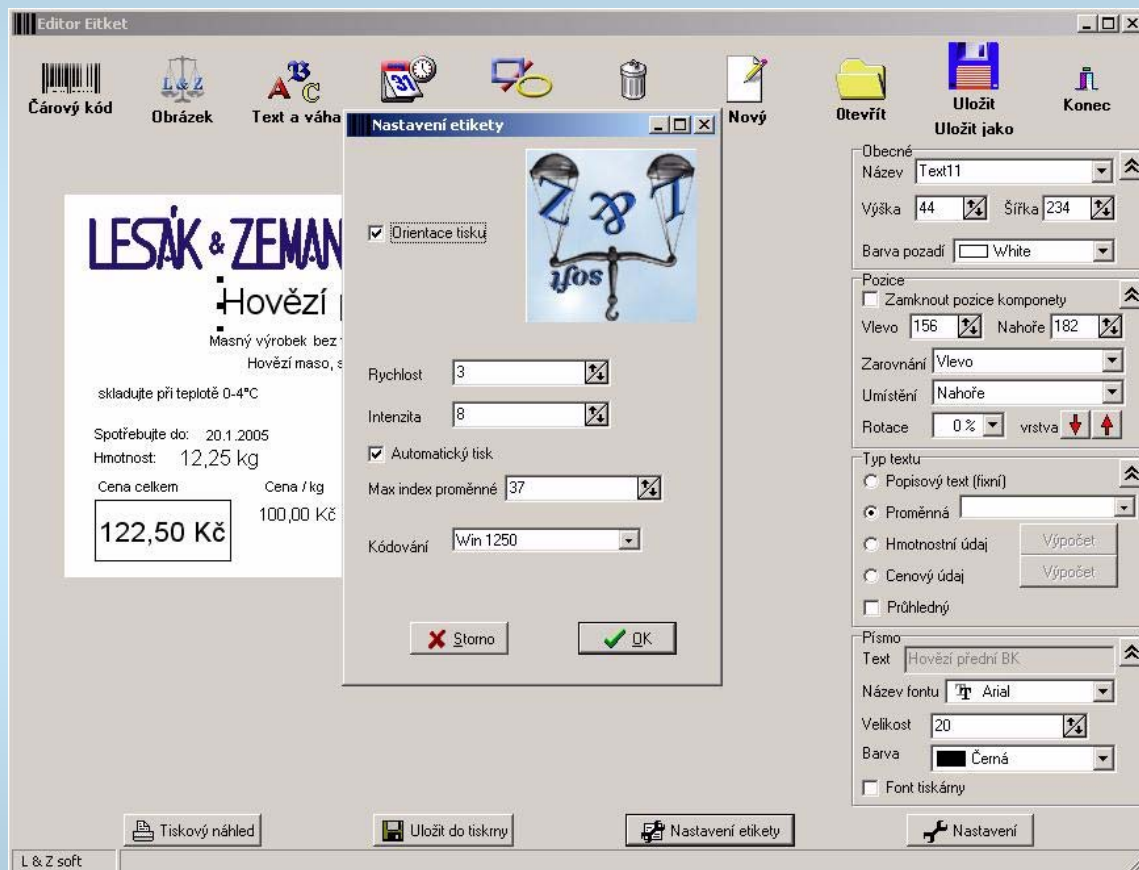 Editor Eitket
Čárový kód
L & Z
Obrázek
A B C
Text a váha
31
Nový
Otevřít
Uložit
Uložit jako
Konec
LESÁK & ZEMAN
Hovězí
Masný výrobek bez
Hovězí maso, s
skladujte při teplotě 0-4°C
Spotřebujte do: 20.1.2005
Hmotnost: 12,25 kg
Cena celkem Cena / kg
122,50 Kč 100,00 Kč
Nastavení etikety
L & Z
soft
Orientace tisku
Rychlost 3
Intenzita 8
Automatický tisk
Max index proměnné 37
Kódování Win 1250
Storno OK
Obecné
Název Text11
Výška 44 Šířka 234
Barva pozadí White
Pozice
Zamknout pozice komponety
Vlevo 156 Nahoře 182
Zarovnání Vlevo
Umístění Nahoře
Rotace 0% vrstva
Typ textu
Popisový text (fixní)
Proměnná
Hmotnostní údaj Výpočet
Cenový údaj Výpočet
Průhledný
Písmo
Text Hovězí přední BK
Název fontu Arial
Velikost 20
Barva Černá
Font tiskárny
Tiskový náhled Uložit do tiskrny Nastavení etikety Nastavení
L & Z soft